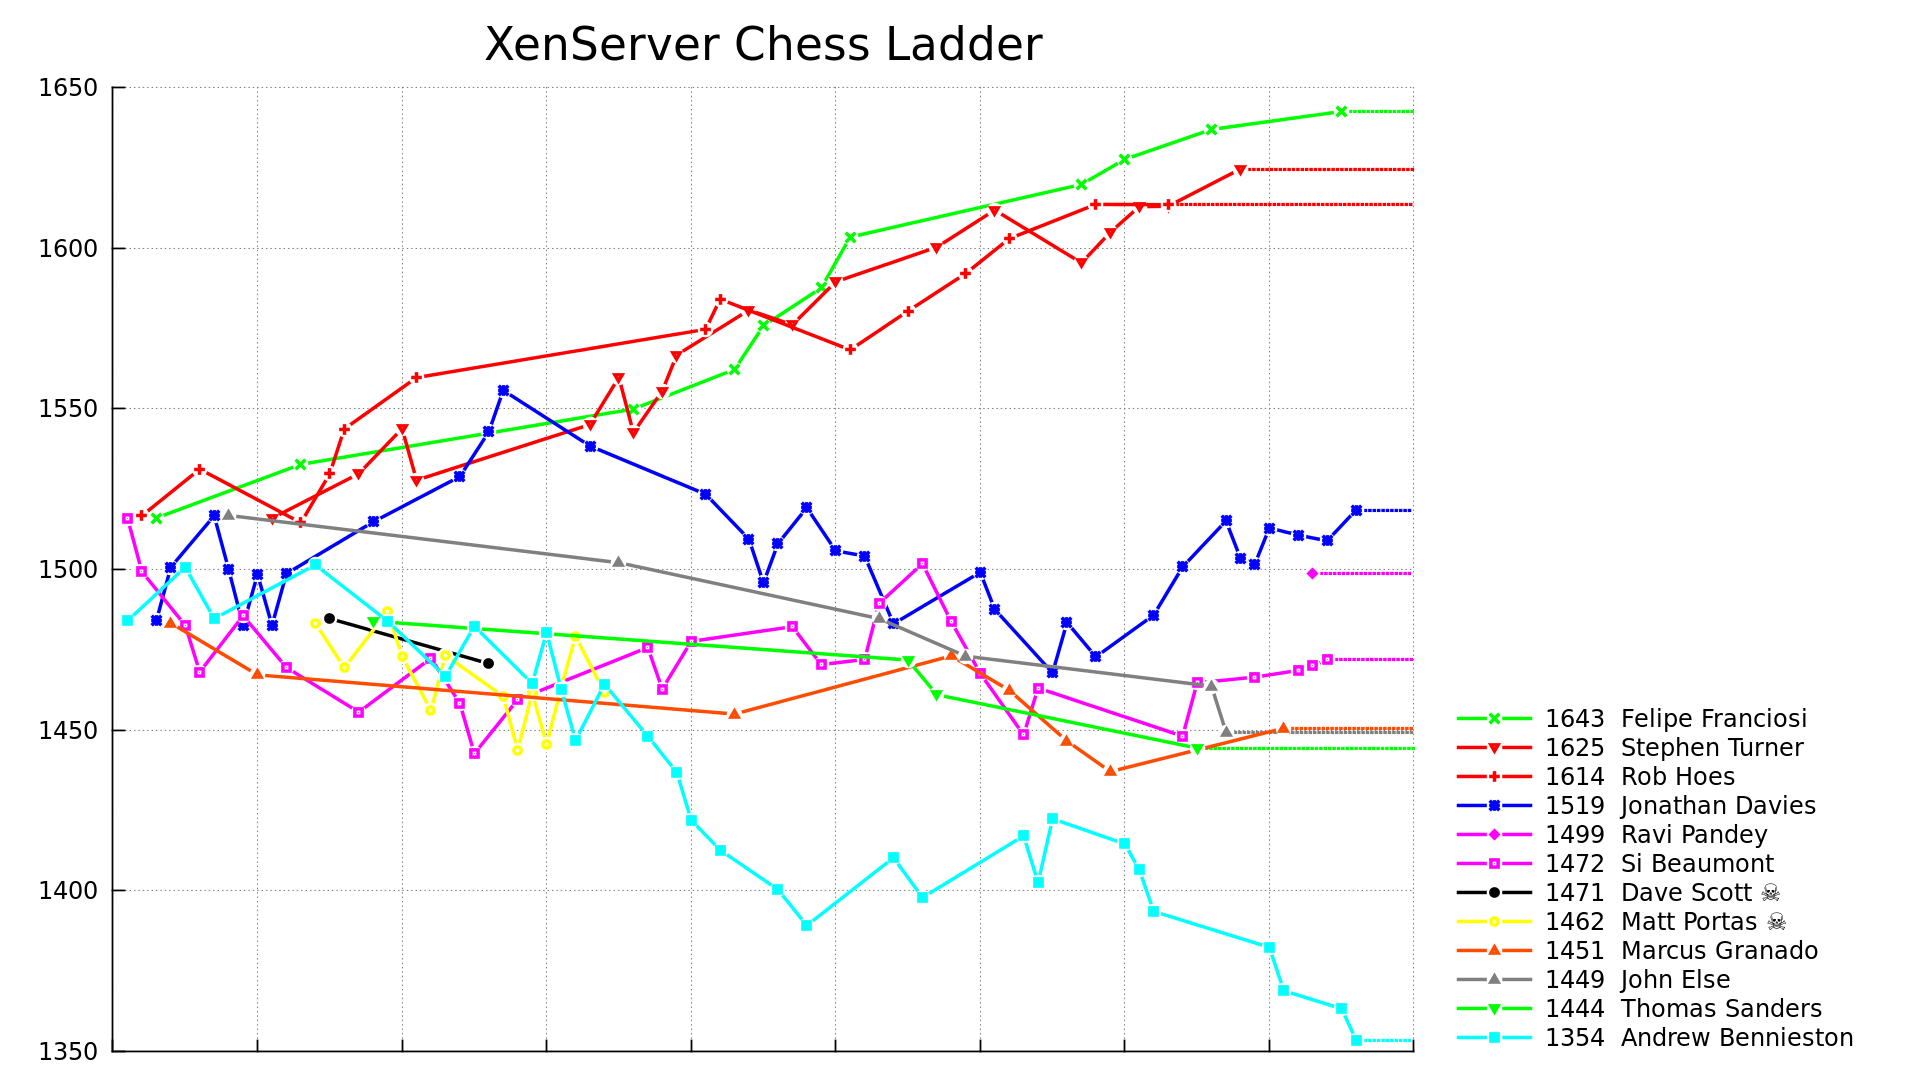 XenServer Chess Ladder
1650
1600
1550
1500
1450
1400
1350
1643 Felipe Franciosi
1625 Stephen Turner
1614 Rob Hoes
1519 Jonathan Davies
1499 Ravi Pandey
1472 Si Beaumont
1471 Dave Scott ☠
1462 Matt Portas ☠
1451 Marcus Granado
1449 John Else
1444 Thomas Sanders
1354 Andrew Bennieston